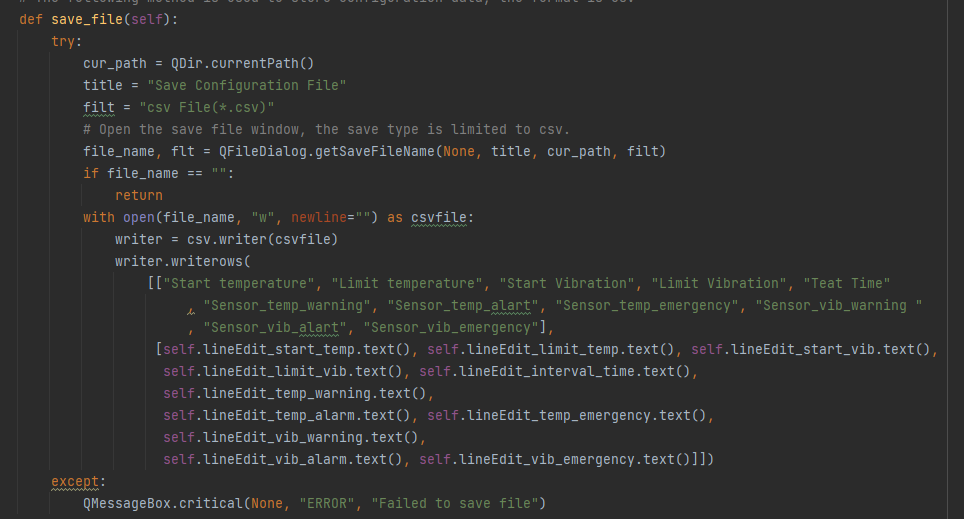 # The following method is used to store configuration data, the format is CSV
def save_file(self):
try:
cur_path = QDir.currentPath()
title = "Save Configuration File"
filt = "csv File(*.csv)"
# Open the save file window, the save type is limited to csv.
file_name, flt = QFileDialog.getSaveFileName(None, title, cur_path, filt)
if file_name == "":
return
with open(file_name, "w", newline="") as csvfile:
writer = csv.writer(csvfile)
writer.writerows(
[["Start temperature", "Limit temperature", "Start Vibration", "Limit Vibration", "Teat Time"
, "Sensor_temp_warning", "Sensor_temp_alart", "Sensor_temp_emergency", "Sensor_vib_warning "
, "Sensor_vib_alart", "Sensor_vib_emergency"],
[self.lineEdit_start_temp.text(), self.lineEdit_limit_temp.text(), self.lineEdit_start_vib.text(),
self.lineEdit_limit_vib.text(), self.lineEdit_interval_time.text(),
self.lineEdit_temp_warning.text(),
self.lineEdit_temp_alarm.text(), self.lineEdit_temp_emergency.text(),
self.lineEdit_vib_warning.text(),
self.lineEdit_vib_alarm.text(), self.lineEdit_vib_emergency.text()]])
except:
QMessageBox.critical(None, "ERROR", "Failed to save file")